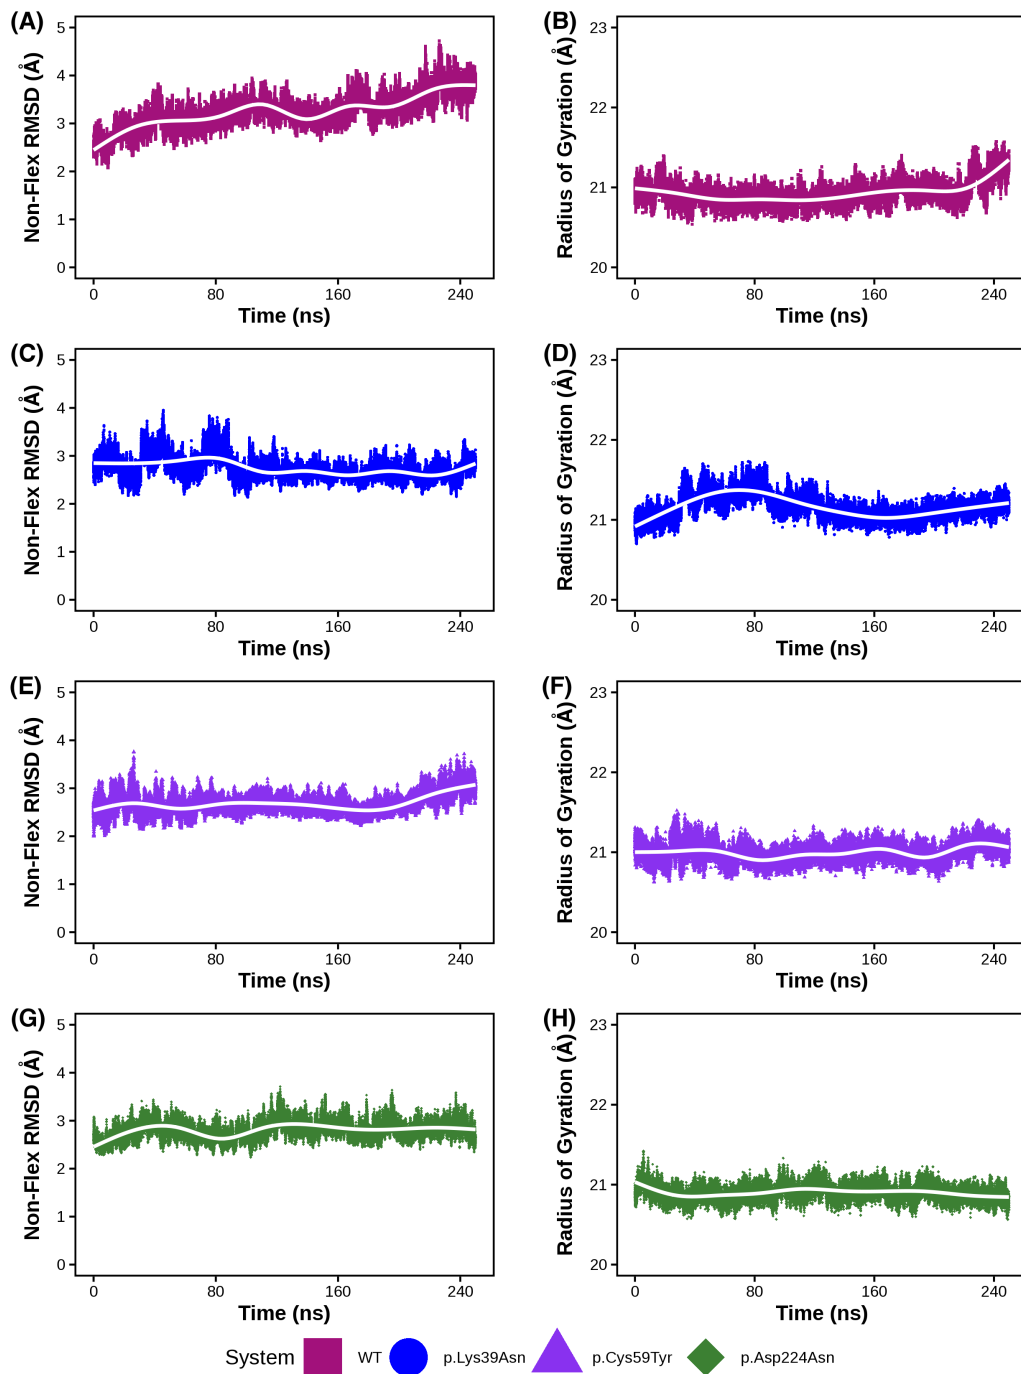 (A)
Non-Flex RMSD (Å)
5
4
3
2
1
0
0 80 160 240
Time (ns)
(B)
Radius of Gyration (Å)
23
22
21
20
0 80 160 240
Time (ns)
(C)
Non-Flex RMSD (Å)
5
4
3
2
1
0
0 80 160 240
Time (ns)
(D)
Radius of Gyration (Å)
23
22
21
20
0 80 160 240
Time (ns)
(E)
Non-Flex RMSD (Å)
5
4
3
2
1
0
0 80 160 240
Time (ns)
(F)
Radius of Gyration (Å)
23
22
21
20
0 80 160 240
Time (ns)
(G)
Non-Flex RMSD (Å)
5
4
3
2
1
0
0 80 160 240
Time (ns)
(H)
Radius of Gyration (Å)
23
22
21
20
0 80 160 240
Time (ns)
System WT p.Lys39Asn p.Cys59Tyr p.Asp224Asn